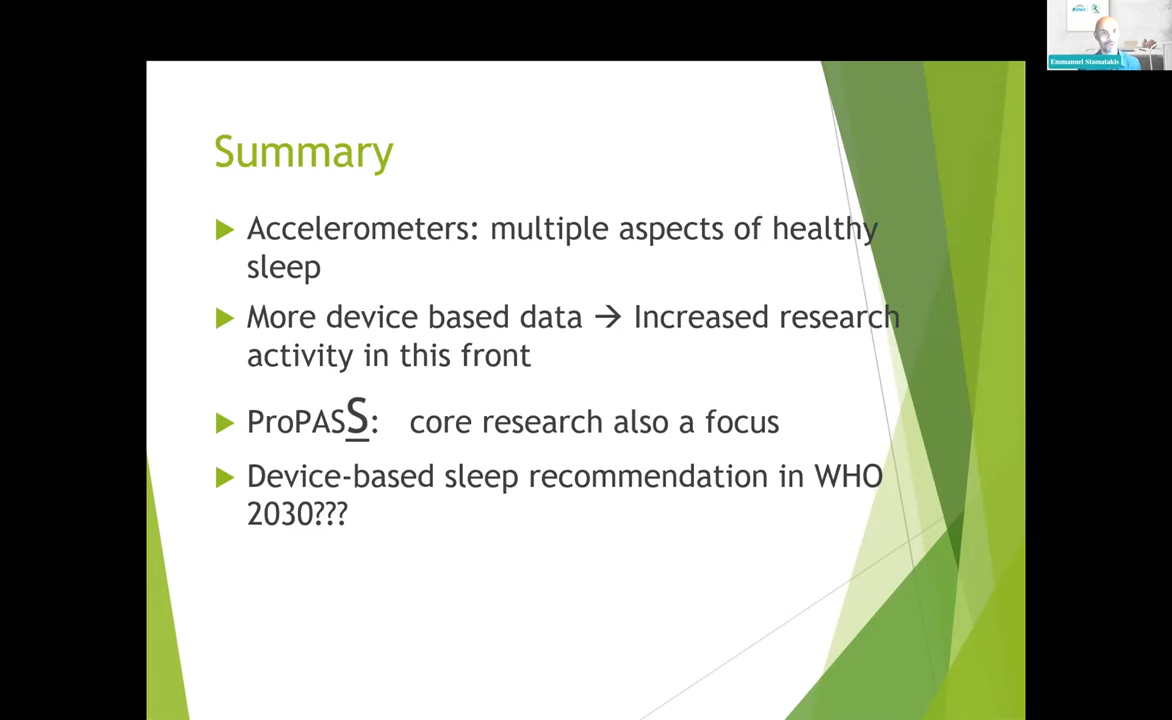 Emmanuel Stamatakis
Summary
Accelerometers: multiple aspects of healthy
sleep
More device based data → Increased research
activity in this front
ProPASS: core research also a focus
Device-based sleep recommendation in WHO
2030???